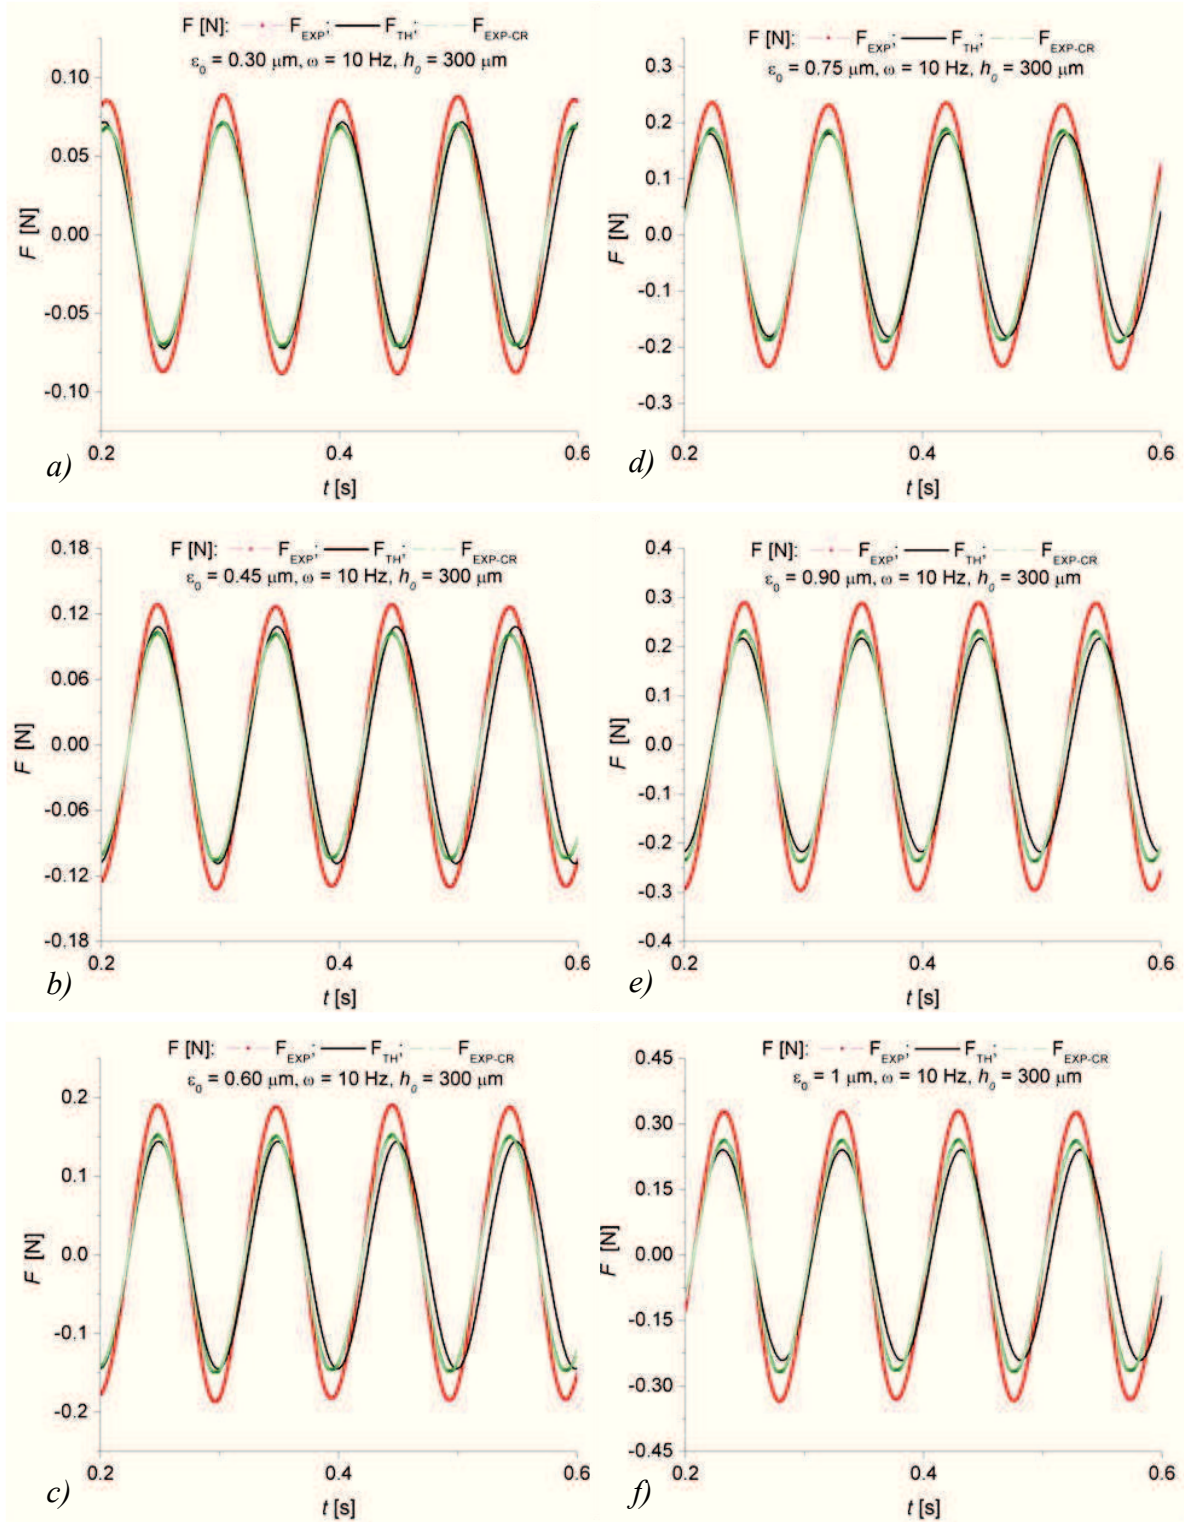 F [N]: F_EXP; F_TH; F_EXP-CR
ε₀ = 0.30 μm, ω = 10 Hz, h₀ = 300 μm
0.10
0.05
0.00
-0.05
-0.10
F [N]
0.2 0.4 0.6
t [s]
a)
F [N]: F_EXP; F_TH; F_EXP-CR
ε₀ = 0.75 μm, ω = 10 Hz, h₀ = 300 μm
0.3
0.2
0.1
0.0
-0.1
-0.2
-0.3
F [N]
0.2 0.4 0.6
t [s]
d)
F [N]: F_EXP; F_TH; F_EXP-CR
ε₀ = 0.45 μm, ω = 10 Hz, h₀ = 300 μm
0.18
0.12
0.06
0.00
-0.06
-0.12
-0.18
F [N]
0.2 0.4 0.6
t [s]
b)
F [N]: F_EXP; F_TH; F_EXP-CR
ε₀ = 0.90 μm, ω = 10 Hz, h₀ = 300 μm
0.4
0.3
0.2
0.1
0.0
-0.1
-0.2
-0.3
-0.4
F [N]
0.2 0.4 0.6
t [s]
e)
F [N]: F_EXP; F_TH; F_EXP-CR
ε₀ = 0.60 μm, ω = 10 Hz, h₀ = 300 μm
0.2
0.1
0.0
-0.1
-0.2
F [N]
0.2 0.4 0.6
t [s]
c)
F [N]: F_EXP; F_TH; F_EXP-CR
ε₀ = 1 μm, ω = 10 Hz, h₀ = 300 μm
0.45
0.30
0.15
0.00
-0.15
-0.30
-0.45
F [N]
0.2 0.4 0.6
t [s]
f)